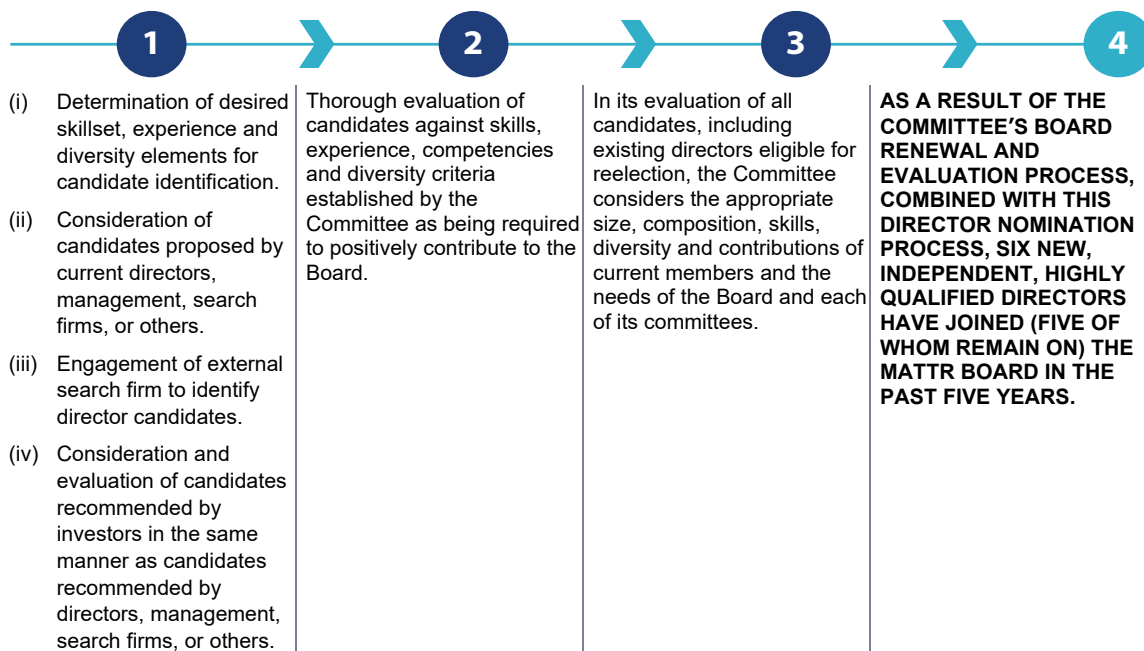 1
2
3
4
(i) Determination of desired
skillset, experience and
diversity elements for
candidate identification.
(ii) Consideration of
candidates proposed by
current directors,
management, search
firms, or others.
(iii) Engagement of external
search firm to identify
director candidates.
(iv) Consideration and
evaluation of candidates
recommended by
investors in the same
manner as candidates
recommended by
directors, management,
search firms, or others.
Thorough evaluation of
candidates against skills,
experience, competencies
and diversity criteria
established by the
Committee as being required
to positively contribute to the
Board.
In its evaluation of all
candidates, including
existing directors eligible for
reelection, the Committee
considers the appropriate
size, composition, skills,
diversity and contributions of
current members and the
needs of the Board and each
of its committees.
AS A RESULT OF THE
COMMITTEE’S BOARD
RENEWAL AND
EVALUATION PROCESS,
COMBINED WITH THIS
DIRECTOR NOMINATION
PROCESS, SIX NEW,
INDEPENDENT, HIGHLY
QUALIFIED DIRECTORS
HAVE JOINED (FIVE OF
WHOM REMAIN ON) THE
MATTR BOARD IN THE
PAST FIVE YEARS.